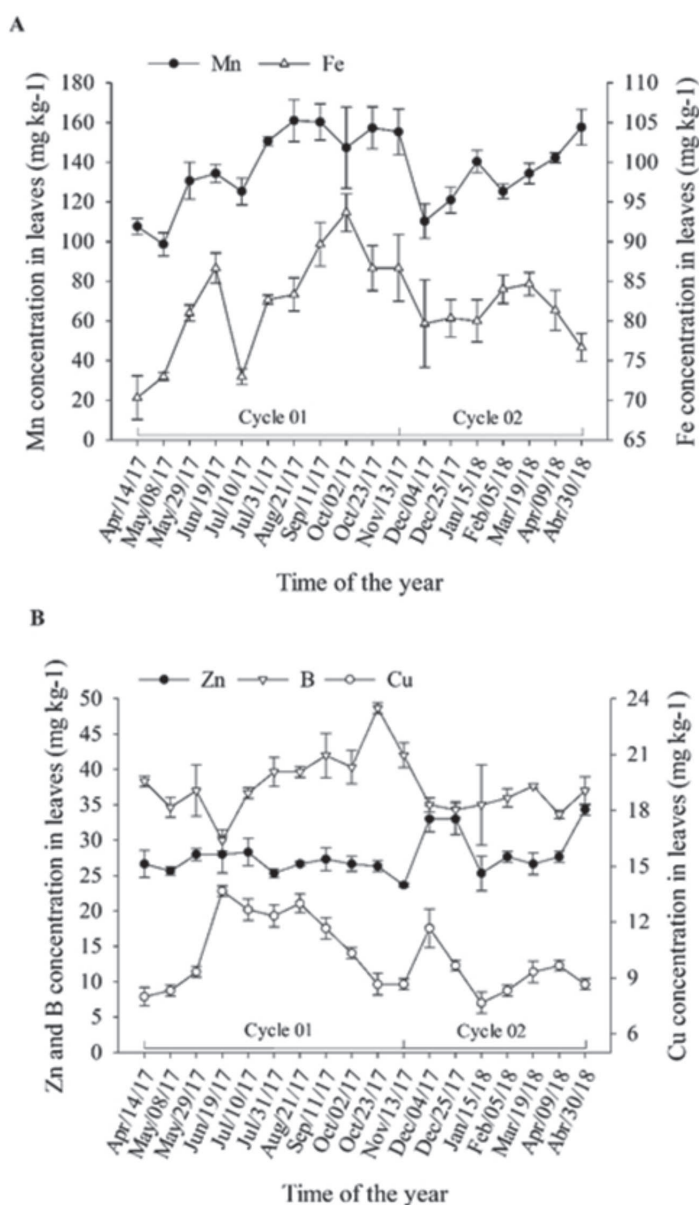 A
Mn Fe
Mn concentration in leaves (mg kg-1)
180
160
140
120
100
80
60
40
20
0
110
105
100
95
90
85
80
75
70
65
Fe concentration in leaves (mg kg-1)
Cycle 01 Cycle 02
Apr/14/17
May/08/17
May/29/17
Jun/19/17
Jul/10/17
Jul/31/17
Aug/21/17
Sep/11/17
Oct/02/17
Oct/23/17
Nov/13/17
Dec/04/17
Dec/25/17
Jan/15/18
Feb/05/18
Mar/19/18
Apr/09/18
Abr/30/18
Time of the year
B
Zn B Cu
Zn and B concentration in leaves (mg kg-1)
50
45
40
35
30
25
20
15
10
5
0
24
21
18
15
12
9
6
Cu concentration in leaves (mg kg-1)
Cycle 01 Cycle 02
Apr/14/17
May/08/17
May/29/17
Jun/19/17
Jul/10/17
Jul/31/17
Aug/21/17
Sep/11/17
Oct/02/17
Oct/23/17
Nov/13/17
Dec/04/17
Dec/25/17
Jan/15/18
Feb/05/18
Mar/19/18
Apr/09/18
Abr/30/18
Time of the year